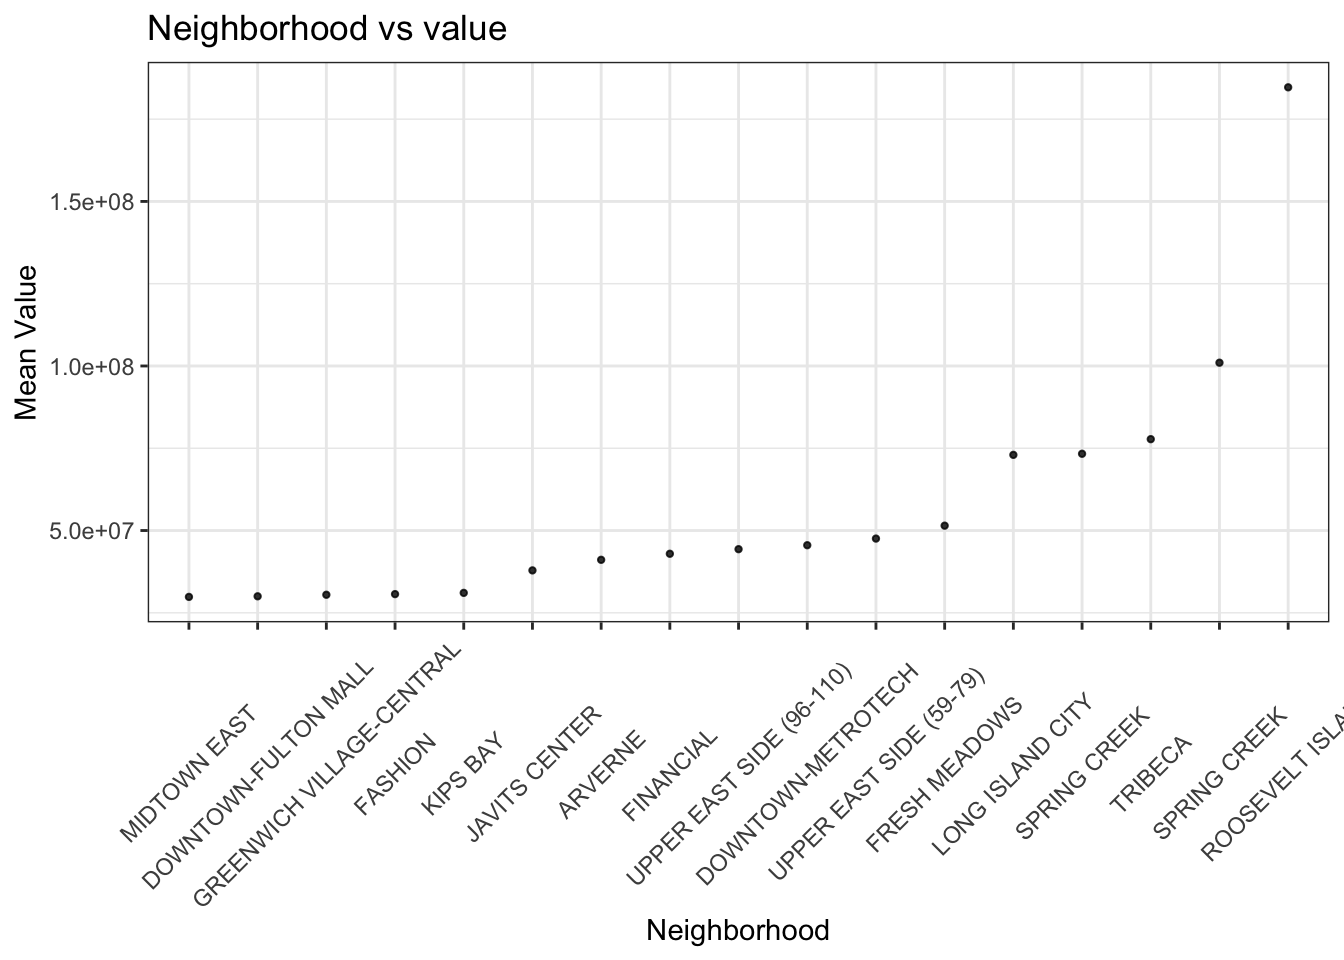 Neighborhood vs value
Mean Value
1.5e+08
1.0e+08
5.0e+07
MIDTOWN EAST
DOWNTOWN-FULTON MALL
GREENWICH VILLAGE-CENTRAL
FASHION
KIPS BAY
JAVITS CENTER
ARVERNE
FINANCIAL
UPPER EAST SIDE (96-110)
DOWNTOWN-METROTECH
UPPER EAST SIDE (59-79)
FRESH MEADOWS
LONG ISLAND CITY
SPRING CREEK
TRIBECA
SPRING CREEK
ROOSEVELT
Neighborhood